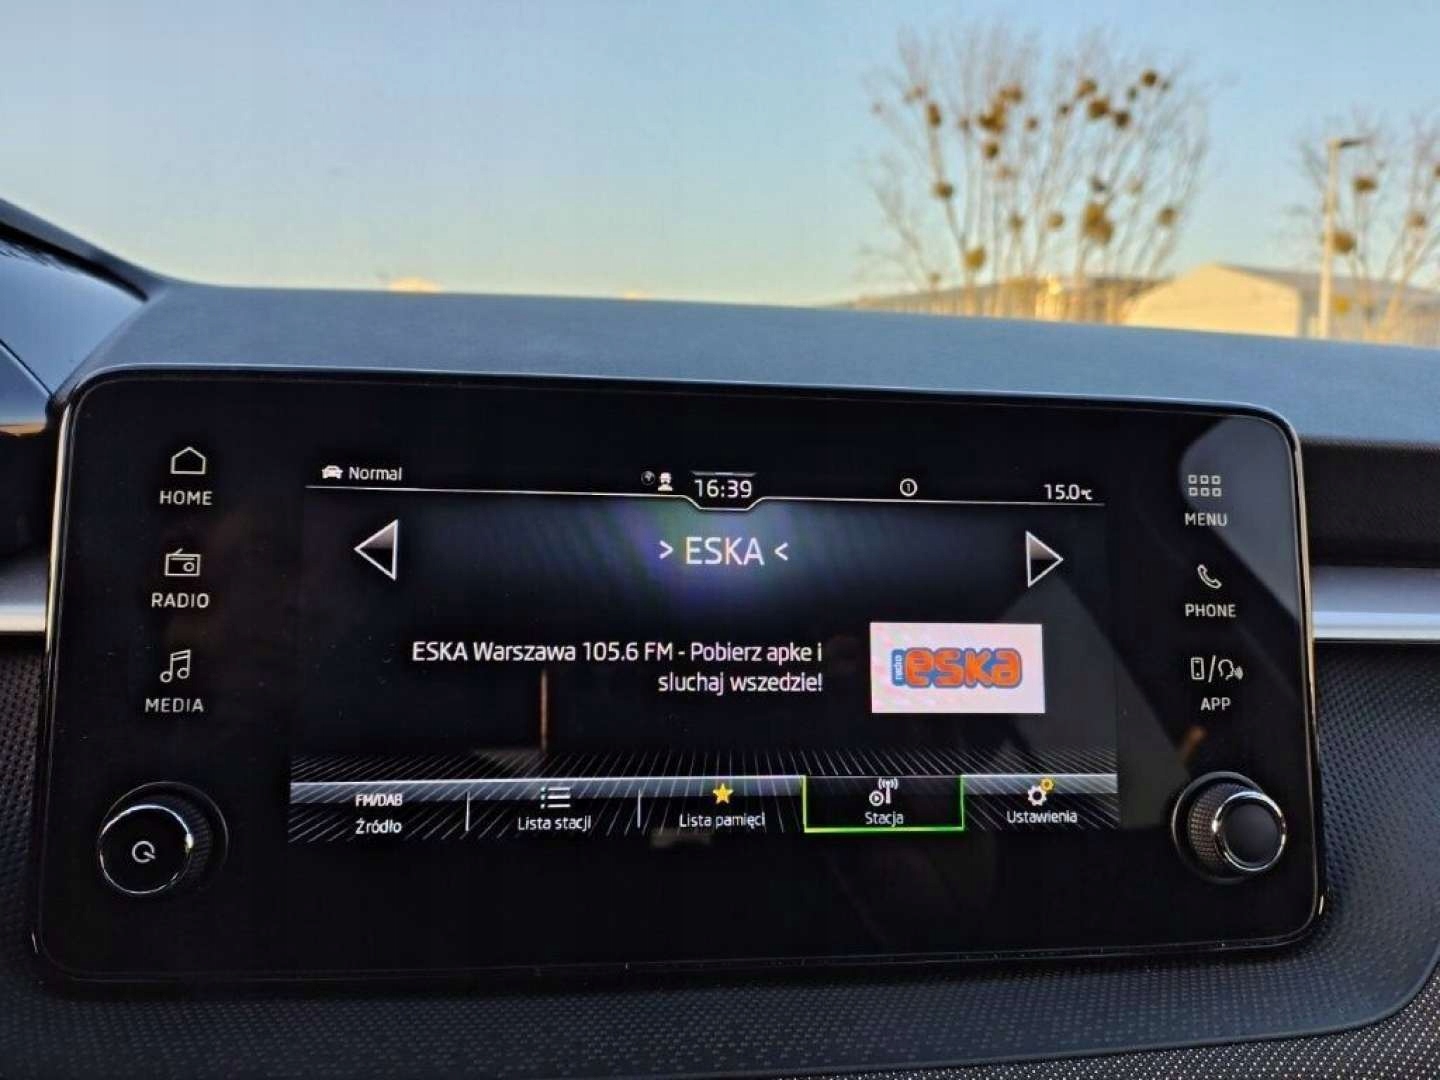 Normal
16:39
1
15.0°C
HOME
MENU
> ESKA <
RADIO
PHONE
ESKA Warszawa 105.6 FM - Pobierz apke i
sluchaj wszedzie!
radio eska
MEDIA
APP
FM/DAB
Źródło
Lista stacji
Lista pamięci
Stacja
Ustawienia